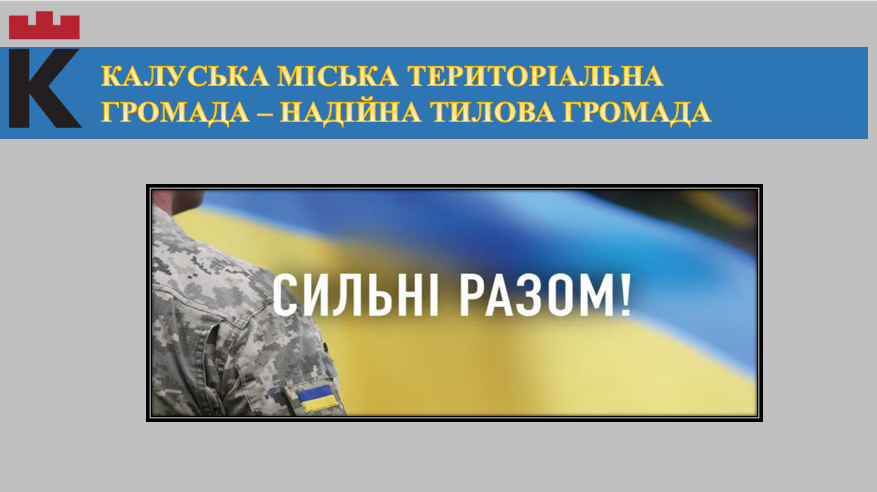 К
КАЛУСЬКА МІСЬКА ТЕРИТОРІАЛЬНА
ГРОМАДА – НАДІЙНА ТИЛОВА ГРОМАДА
СИЛЬНІ РАЗОМ!